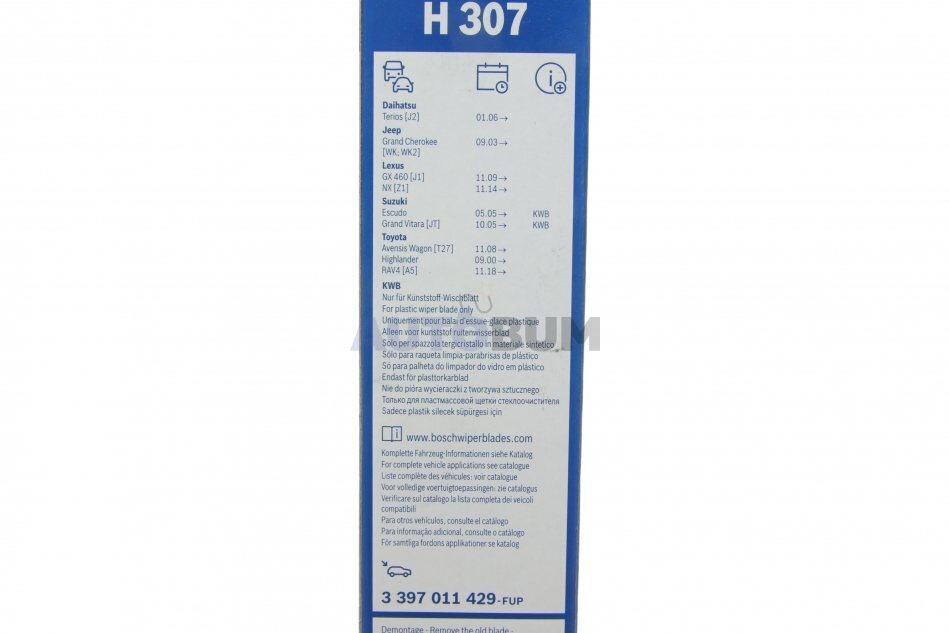 H 307
Daihatsu
Terios [J2] 01.06→
Jeep
Grand Cherokee 09.03→
[WK; WK2]
Lexus
GX 460 [J1] 11.09→
NX [Z1] 11.14→
Suzuki
Escudo 05.05→ KWB
Grand Vitara [JT] 10.05→ KWB
Toyota
Avensis Wagon [T27] 11.08→
Highlander 09.00→
RAV4 [A5] 11.18→
KWB
Nur für Kunststoff-Wischblatt
For plastic wiper blade only
Uniquement pour balai d'essuie-glace plastique
Alleen voor kunststof ruitenwisserblad
Solo per spazzola tergicristallo in materiale sintetico
Sólo para raqueta limpia-parabrisas de plástico
Só para palheta do limpador do vidro em plástico
Endast för plasttorkarblad
Nie do pióra wycieraczki z tworzywa sztucznego
Только для пластмассовой щетки стеклоочистителя
Sadece plastik silecek süpürgesi için
www.boschwiperblades.com
Komplette Fahrzeug-Informationen siehe Katalog
For complete vehicle applications see catalogue
Liste complète des véhicules: voir catalogue
Voor volledige voertuigtoepassingen: zie catalogus
Verificare sul catalogo la lista completa dei veicoli
compatibili
Para otros vehículos, consulte el catálogo
Para informação adicional, consulte o catálogo
För samtliga fordons applikationer se katalog
3 397 011 429-FUP
Demontage - Remove the old blade -